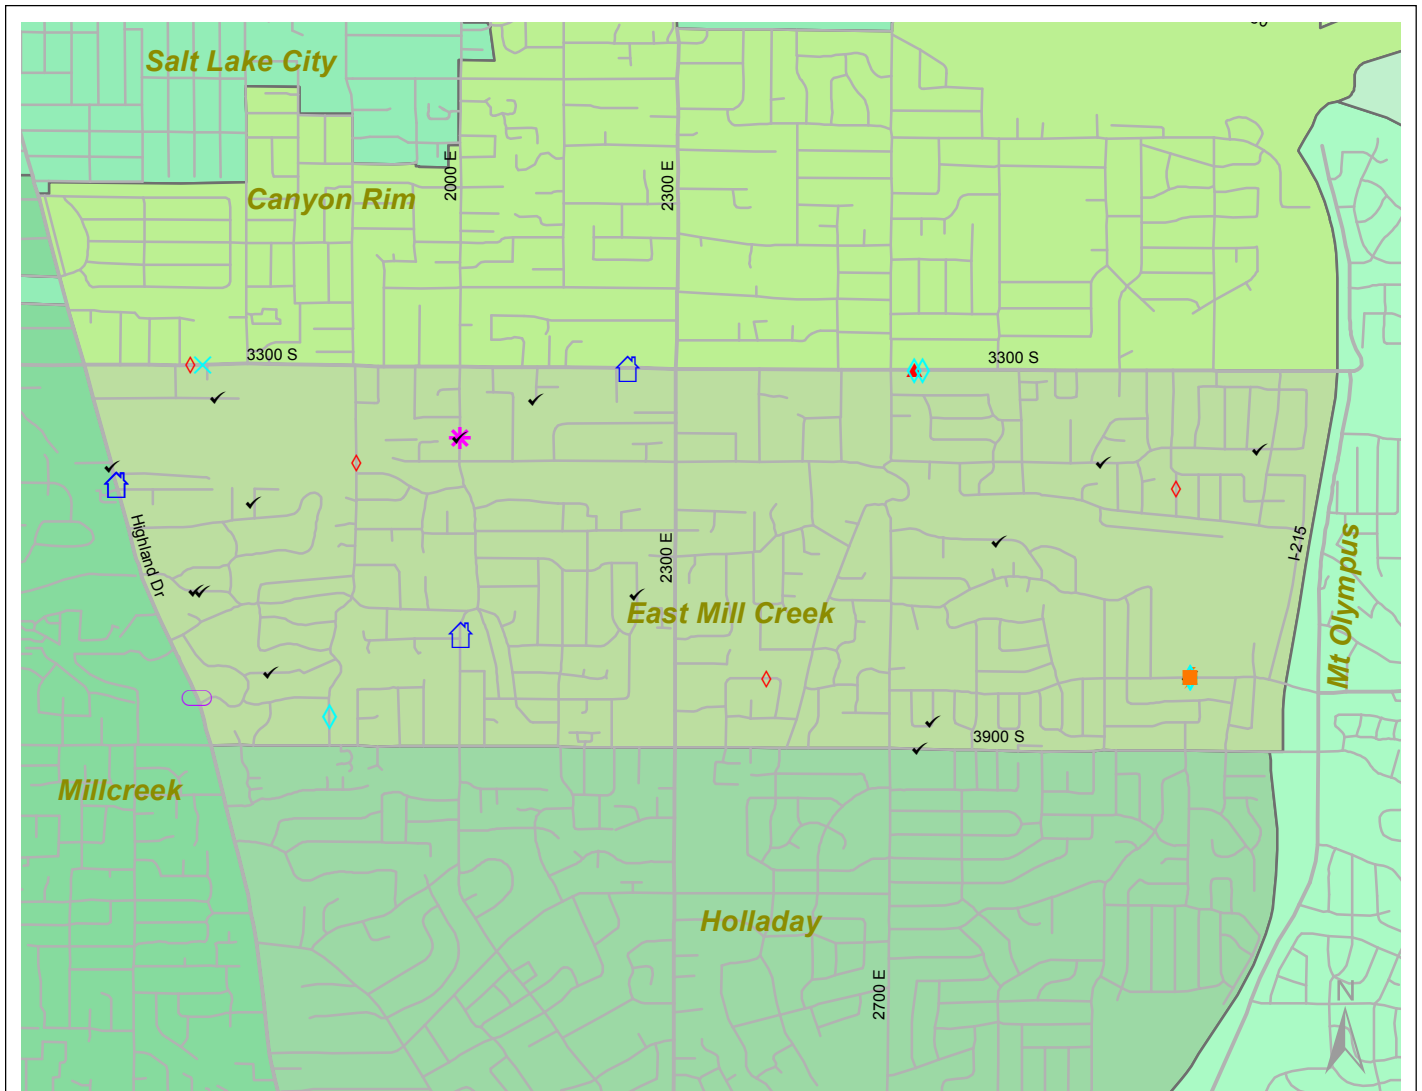 Salt Lake City
2000 E
2300 E
Canyon Rim
3300 S
3300 S
Highland Dr
2300 E
I-215
East Mill Creek
Mt Olympus
3900 S
Millcreek
Holladay
2700 E
N